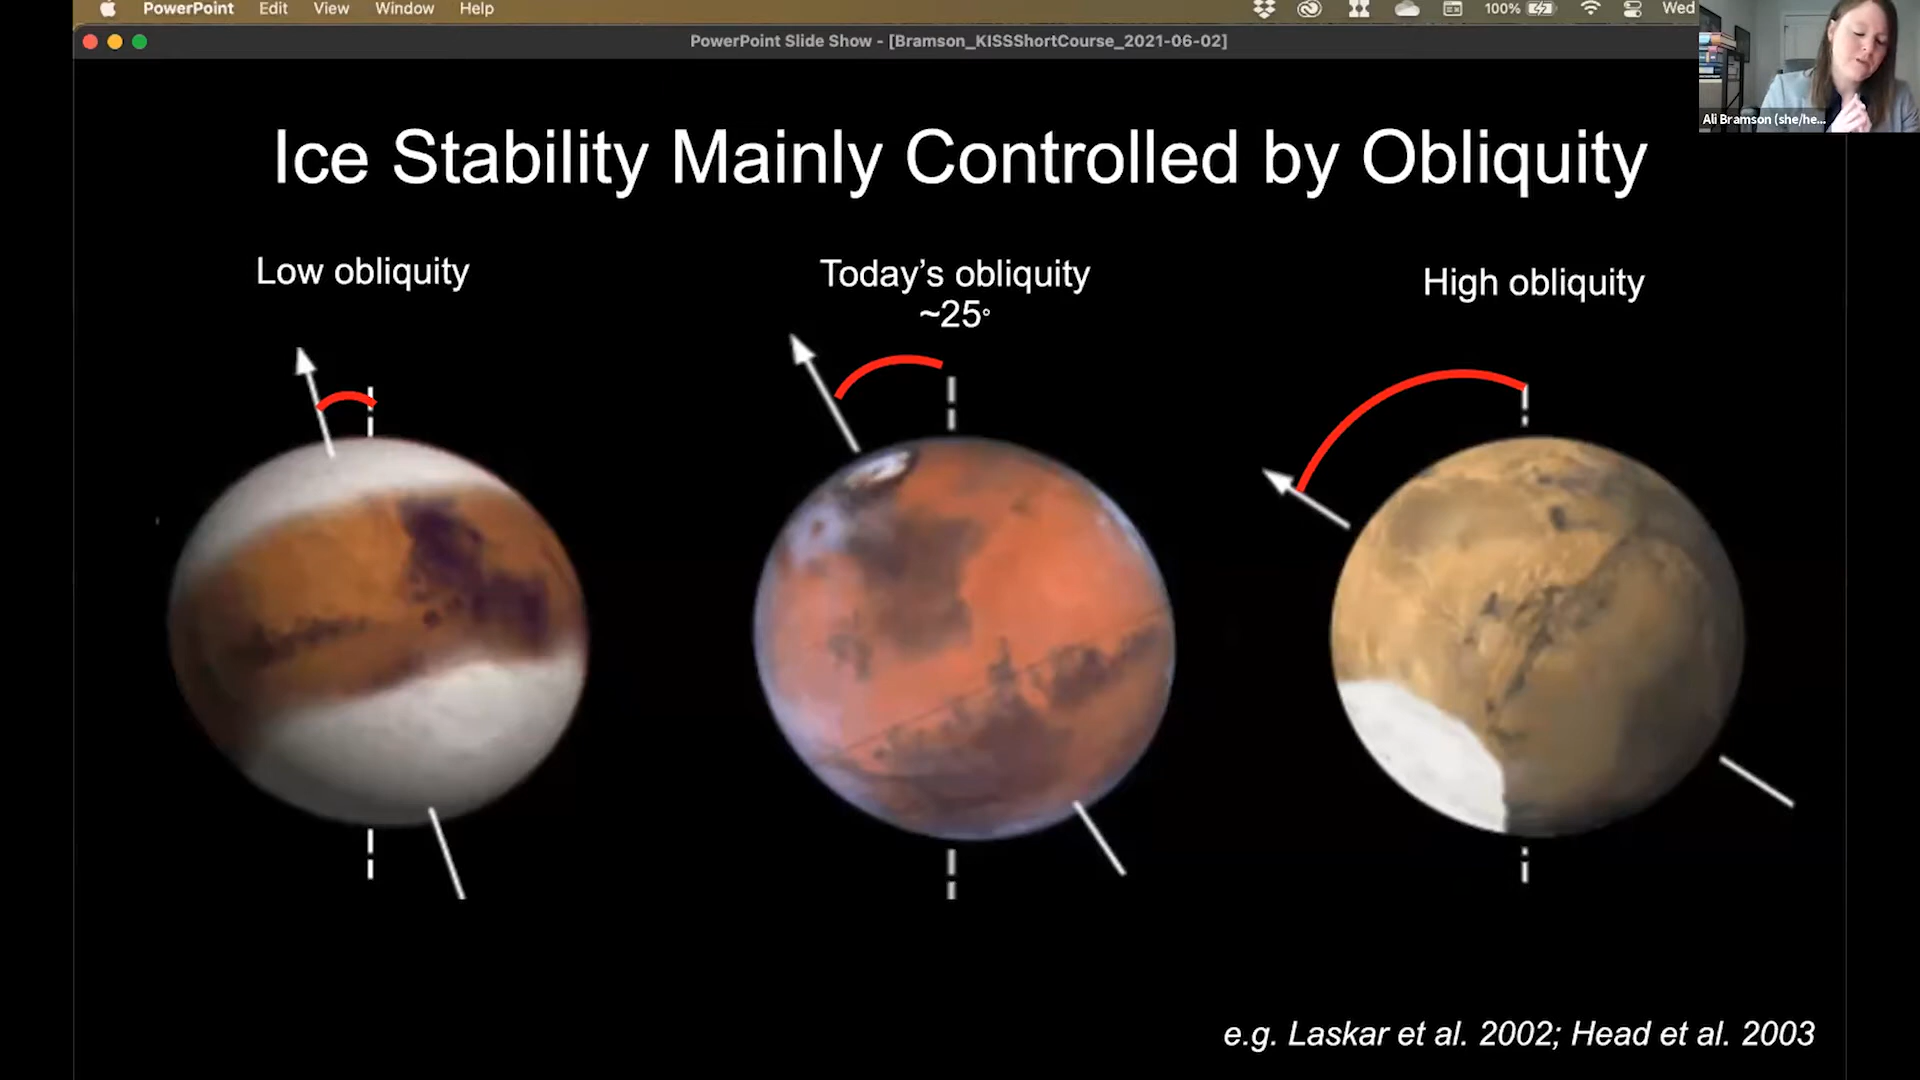 PowerPoint Edit View Window Help 100% Wed
PowerPoint Slide Show - [Bramson_KISSShortCourse_2021-06-02]
Ali Bramson (she/he...
Ice Stability Mainly Controlled by Obliquity
Low obliquity
Today's obliquity
~25°
High obliquity
e.g. Laskar et al. 2002; Head et al. 2003